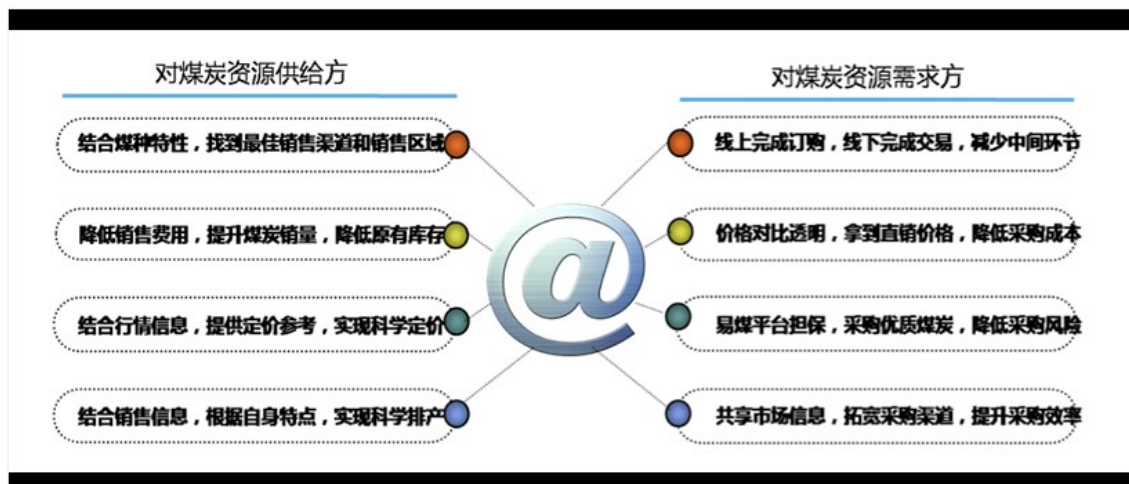 对煤炭资源供给方
结合煤种特性，找到最佳销售渠道和销售区域
降低销售费用，提升煤炭销量，降低原有库存
结合行情信息，提供定价参考，实现科学定价
结合销售信息，根据自身特点，实现科学排产
@
对煤炭资源需求方
线上完成订购，线下完成交易，减少中间环节
价格对比透明，拿到直销价格，降低采购成本
易煤平台担保，采购优质煤炭，降低采购风险
共享市场信息，拓宽采购渠道，提升采购效率